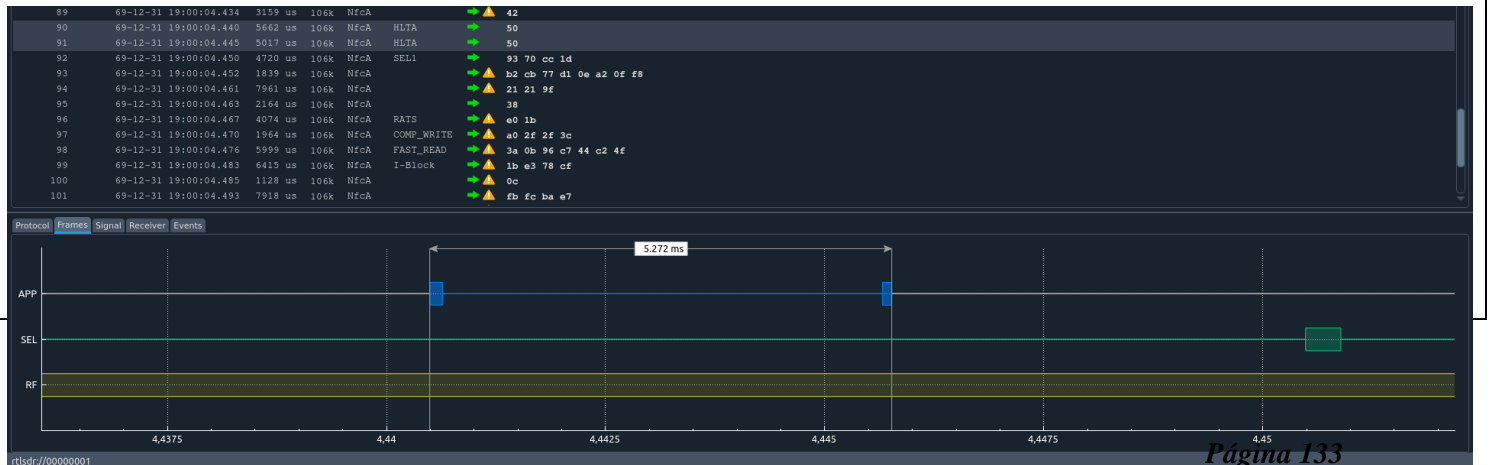 89 69-12-31 19:00:04.434 3159 us 106k NfcA 42
90 69-12-31 19:00:04.440 5662 us 106k NfcA HLTA 50
91 69-12-31 19:00:04.445 5017 us 106k NfcA HLTA 50
92 69-12-31 19:00:04.450 4720 us 106k NfcA SEL1 93 70 cc 1d
93 69-12-31 19:00:04.452 1839 us 106k NfcA b2 cb 77 d1 0e a2 0f f8
94 69-12-31 19:00:04.461 7961 us 106k NfcA 21 21 9f
95 69-12-31 19:00:04.463 2164 us 106k NfcA 38
96 69-12-31 19:00:04.467 4074 us 106k NfcA RATS e0 1b
97 69-12-31 19:00:04.470 1964 us 106k NfcA COMP_WRITE a0 2f 2f 3c
98 69-12-31 19:00:04.476 5999 us 106k NfcA FAST_READ 3a 0b 96 c7 44 c2 4f
99 69-12-31 19:00:04.483 6415 us 106k NfcA I-Block 1b e3 78 cf
100 69-12-31 19:00:04.485 1128 us 106k NfcA 0c
101 69-12-31 19:00:04.493 7918 us 106k NfcA fb fc ba e7
Protocol Frames Signal Receiver Events
5.272 ms
APP
SEL
RF
4,4375 4,44 4,4425 4,445 4,4475 4,45
Página 133
rtlsdr://00000001